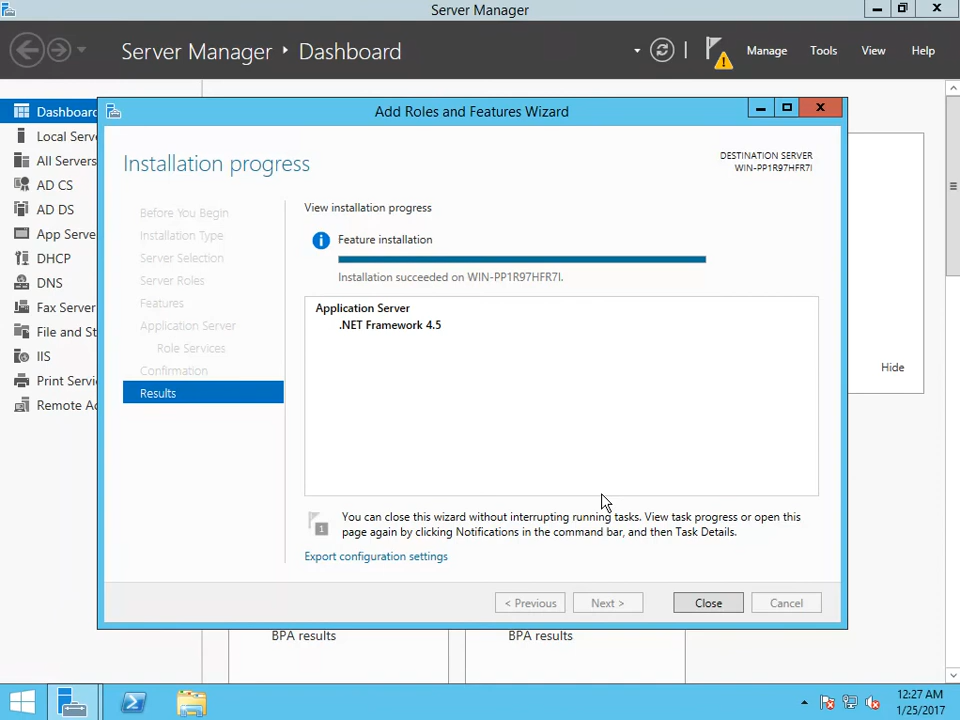 Server Manager
Server Manager • Dashboard
Manage
Tools
View
Help
Dashboard
Local Serve
All Servers
AD CS
AD DS
App Serve
DHCP
DNS
Fax Server
File and St
IIS
Print Servi
Remote Ac
Add Roles and Features Wizard
Installation progress
DESTINATION SERVER
WIN-PP1R97HFR7I
Before You Begin
Installation Type
Server Selection
Server Roles
Features
Application Server
Role Services
Confirmation
Results
View installation progress
Feature installation
Installation succeeded on WIN-PP1R97HFR7I.
Application Server
.NET Framework 4.5
1
You can close this wizard without interrupting running tasks. View task progress or open this
page again by clicking Notifications in the command bar, and then Task Details.
Export configuration settings
< Previous
Next >
Close
Cancel
Hide
BPA results
BPA results
12:27 AM
1/25/2017